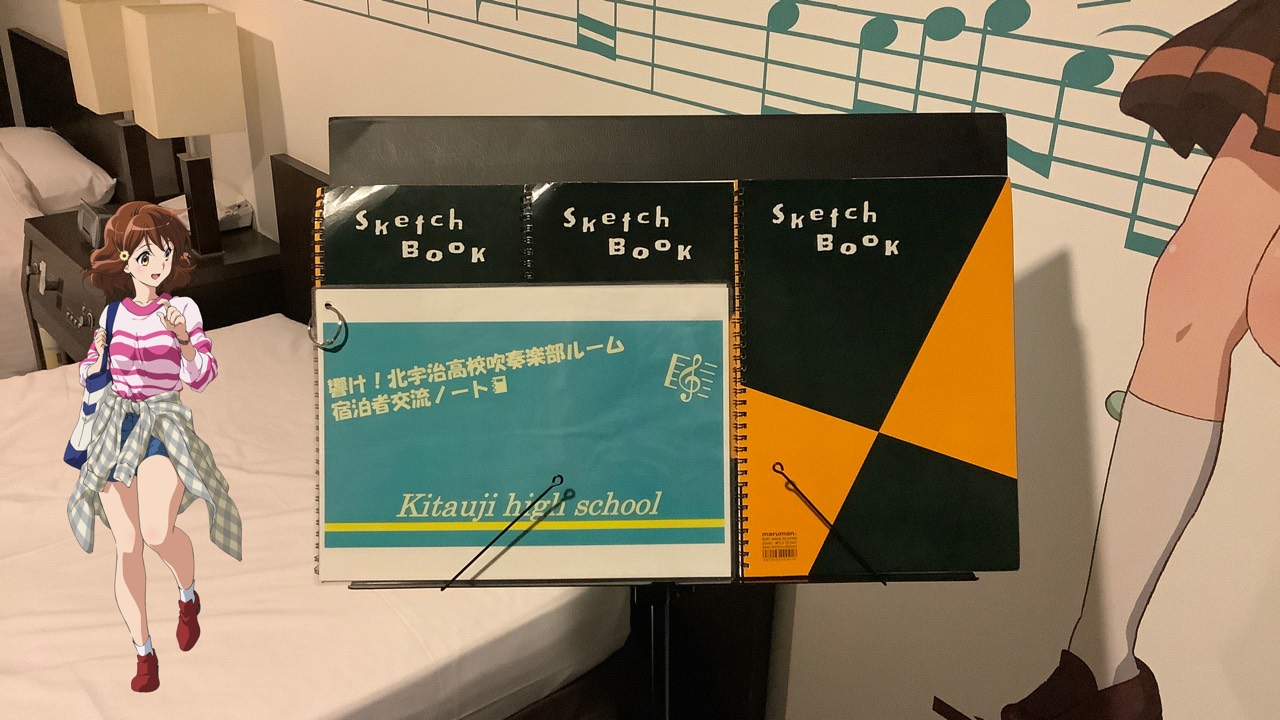 Sketch
Book
Sketch
Book
Sketch
Book
響け！北宇治高校吹奏楽部ルーム
宿泊者交流ノート
Kitauji high school
maruman